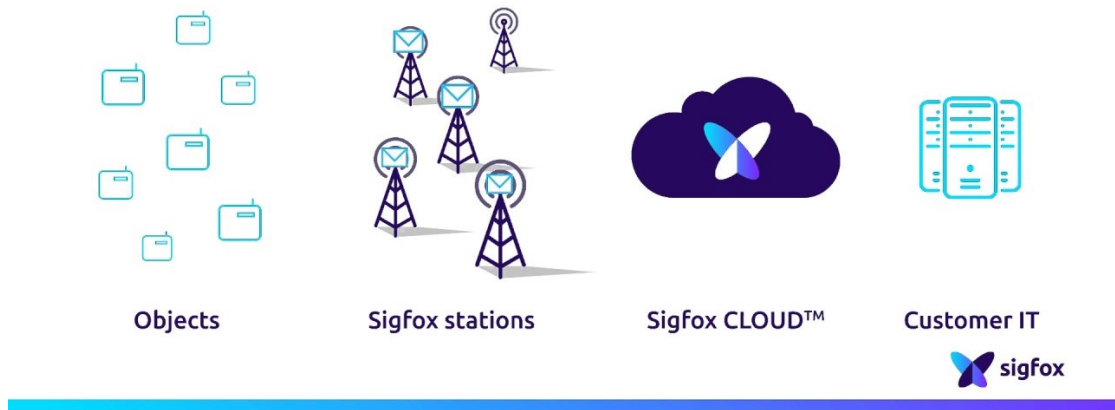 Objects
Sigfox stations
Sigfox CLOUD™
Customer IT
sigfox